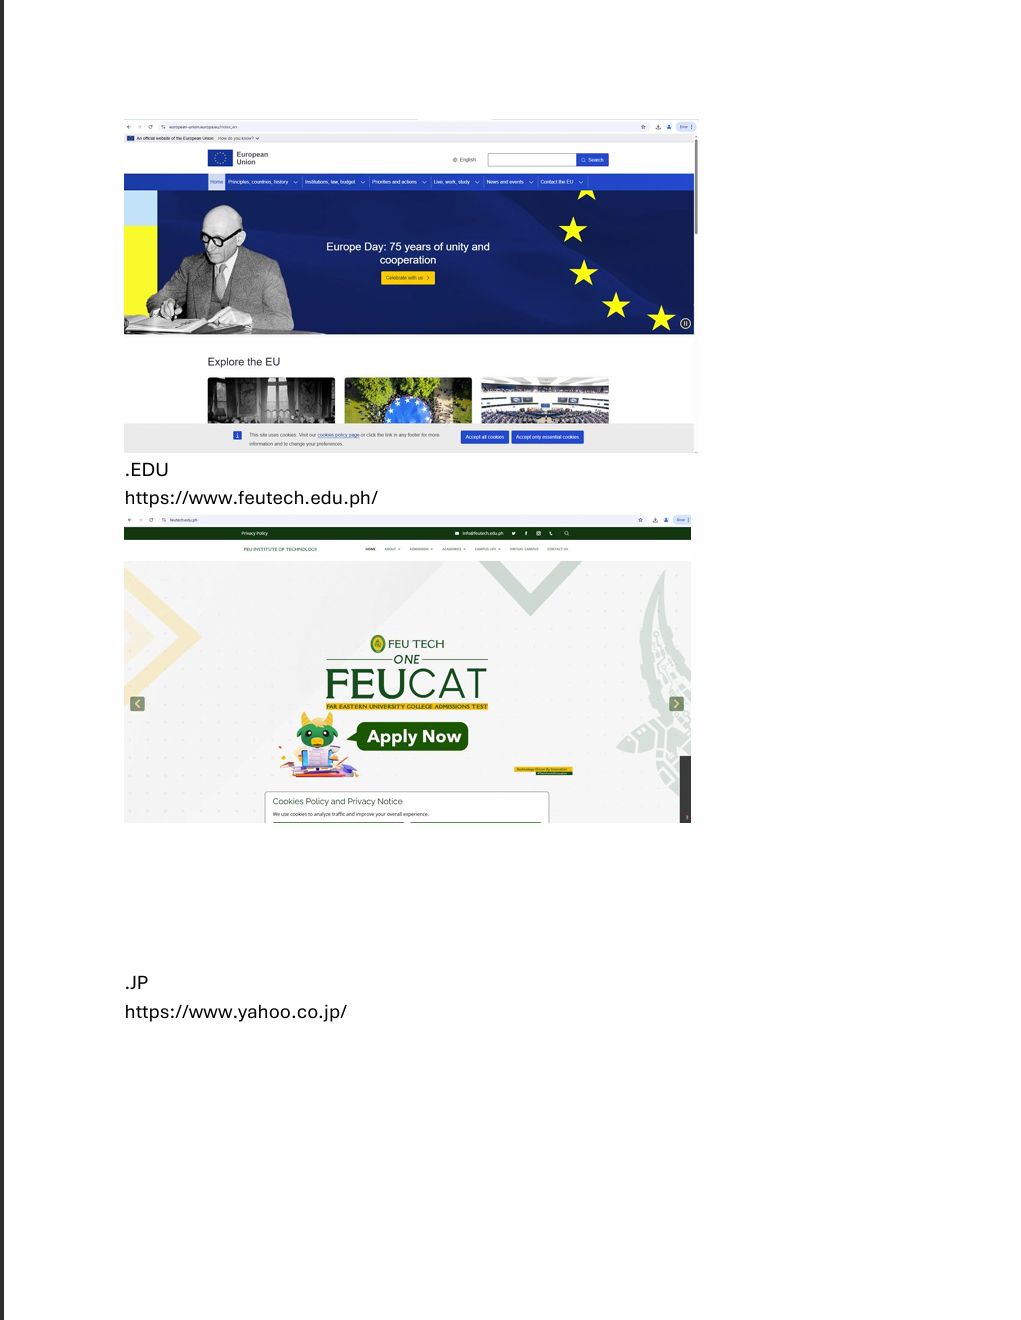 european-union.europa.eu/index_en
Error
An official website of the European Union How do you know?
European
Union
English
Search
Home Principles, countries, history Institutions, law, budget Priorities and actions Live, work, study News and events Contact the EU
Europe Day: 75 years of unity and
cooperation
Celebrate with us
Explore the EU
This site uses cookies. Visit our cookies policy page or click the link in any footer for more
information and to change your preferences.
Accept all cookies Accept only essential cookies
.EDU
https://www.feutech.edu.ph/
feutech.edu.ph
Error
Privacy Policy
info@feutech.edu.ph
FEU INSTITUTE OF TECHNOLOGY
HOME ABOUT ADMISSION ACADEMICS CAMPUS LIFE VIRTUAL CAMPUS CONTACT US
FEU TECH
ONE
FEUCAT
FAR EASTERN UNIVERSITY COLLEGE ADMISSIONS TEST
Apply Now
Technology Driven By Innovation
Cookies Policy and Privacy Notice
We use cookies to analyze traffic and improve your overall experience.
.JP
https://www.yahoo.co.jp/